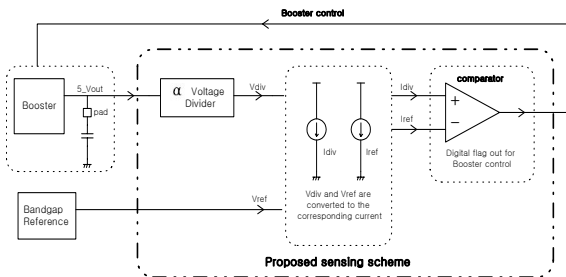 Booster control
Booster
5_Vout
pad
α Voltage
Divider
Vdiv
Idiv
Iref
Idiv
Iref
Vdiv and Vref are
converted to the
corresponding current
comparator
+
−
Digital flag out for
Booster control
Bandgap
Reference
Vref
Proposed sensing scheme